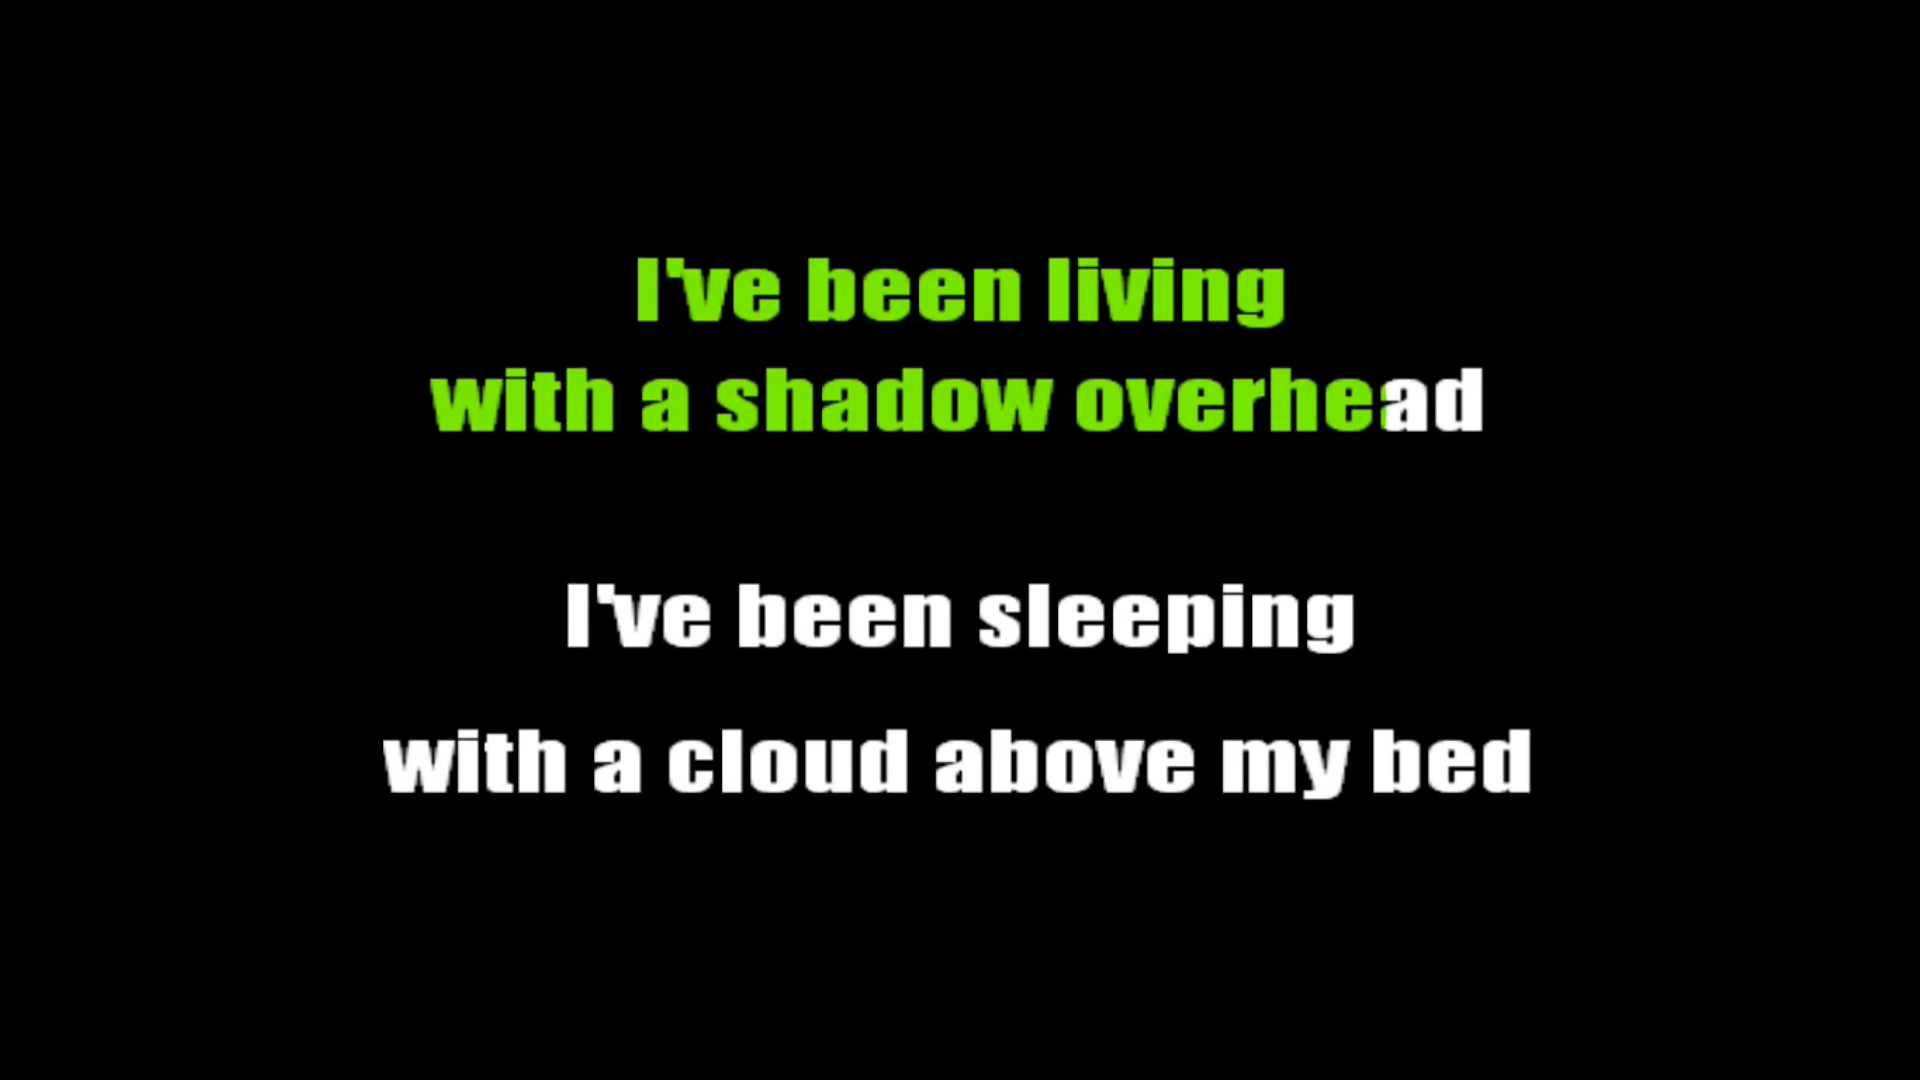 I've been living
with a shadow overhead
I've been sleeping
with a cloud above my bed